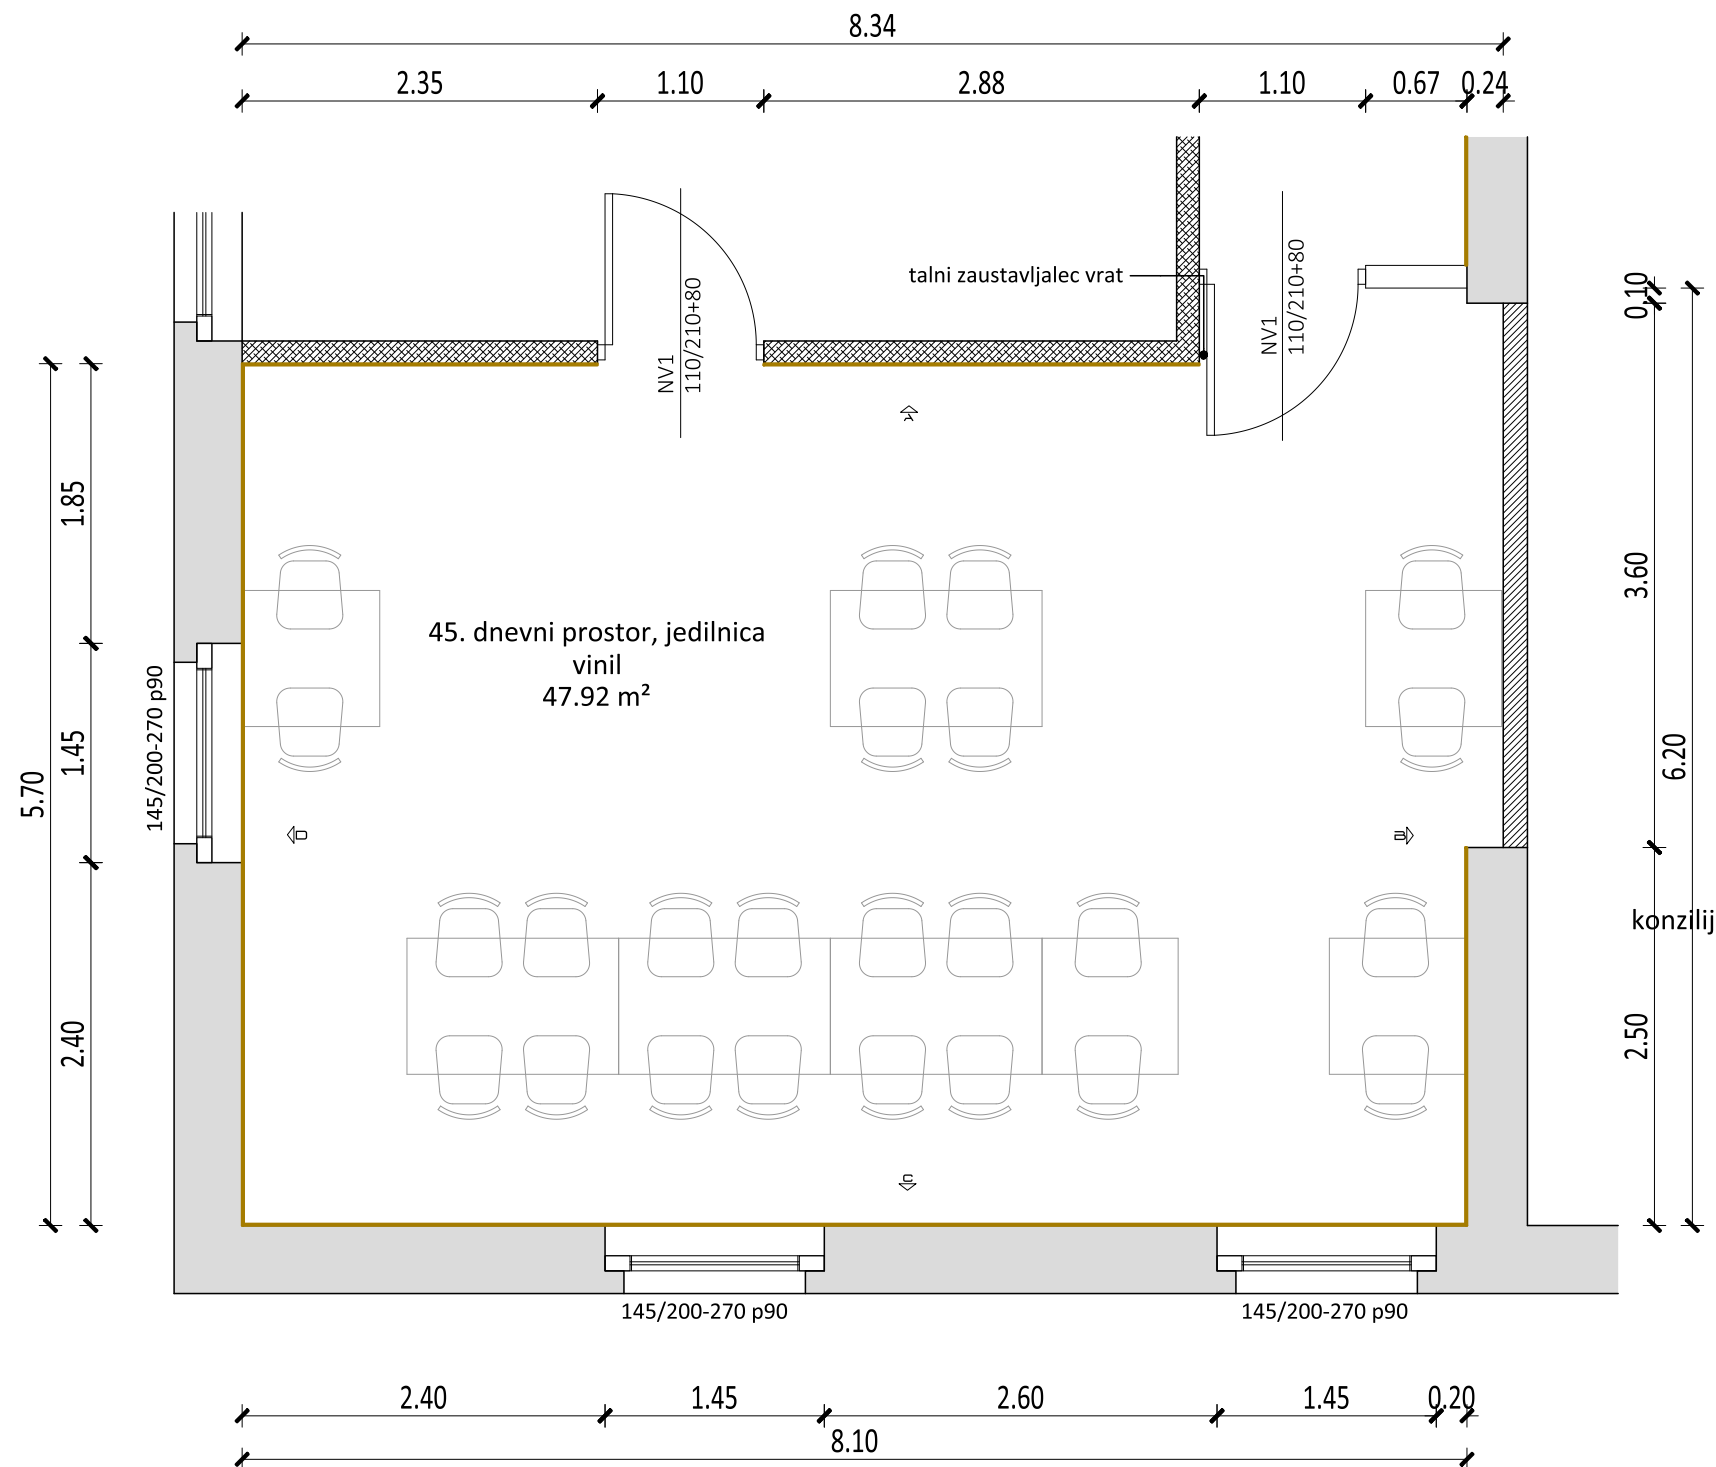 8.34
2.35
1.10
2.88
1.10
0.67
0.24
talni zaustavljalec vrat
NV1
110/210+80
NV1
110/210+80
0.10
A
1.85
3.60
45. dnevni prostor, jedilnica
vinil
47.92 m²
145/200-270 p90
1.45
5.70
6.20
D
B
konzilij
2.40
2.50
C
145/200-270 p90
145/200-270 p90
2.40
1.45
2.60
1.45
0.20
8.10